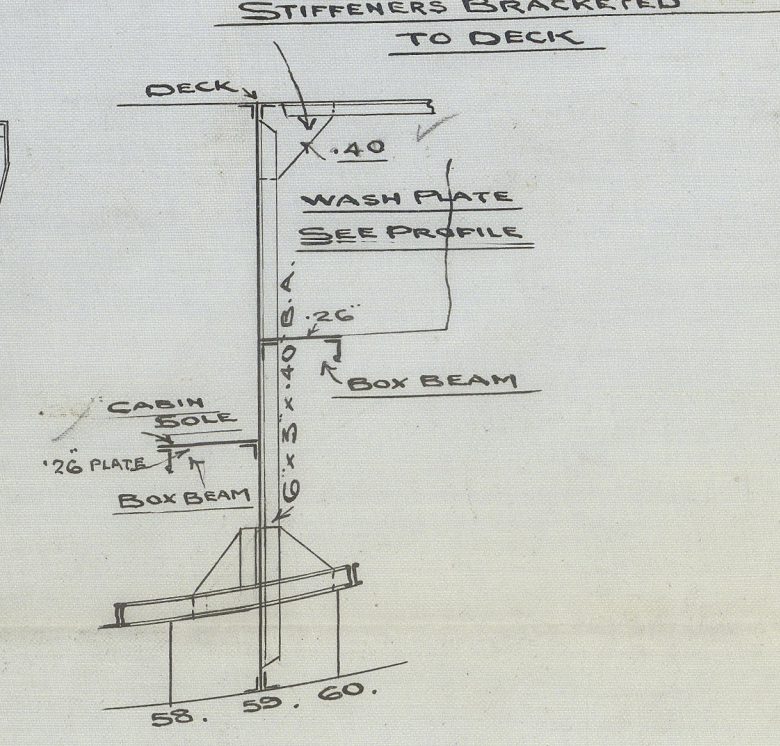 STIFFENERS BRACKETED
TO DECK
DECK
.40
WASH PLATE
SEE PROFILE
.26"
BOX BEAM
6" x 3" x .40 B.A.
CABIN
SOLE
.26" PLATE
BOX BEAM
58. 59. 60.